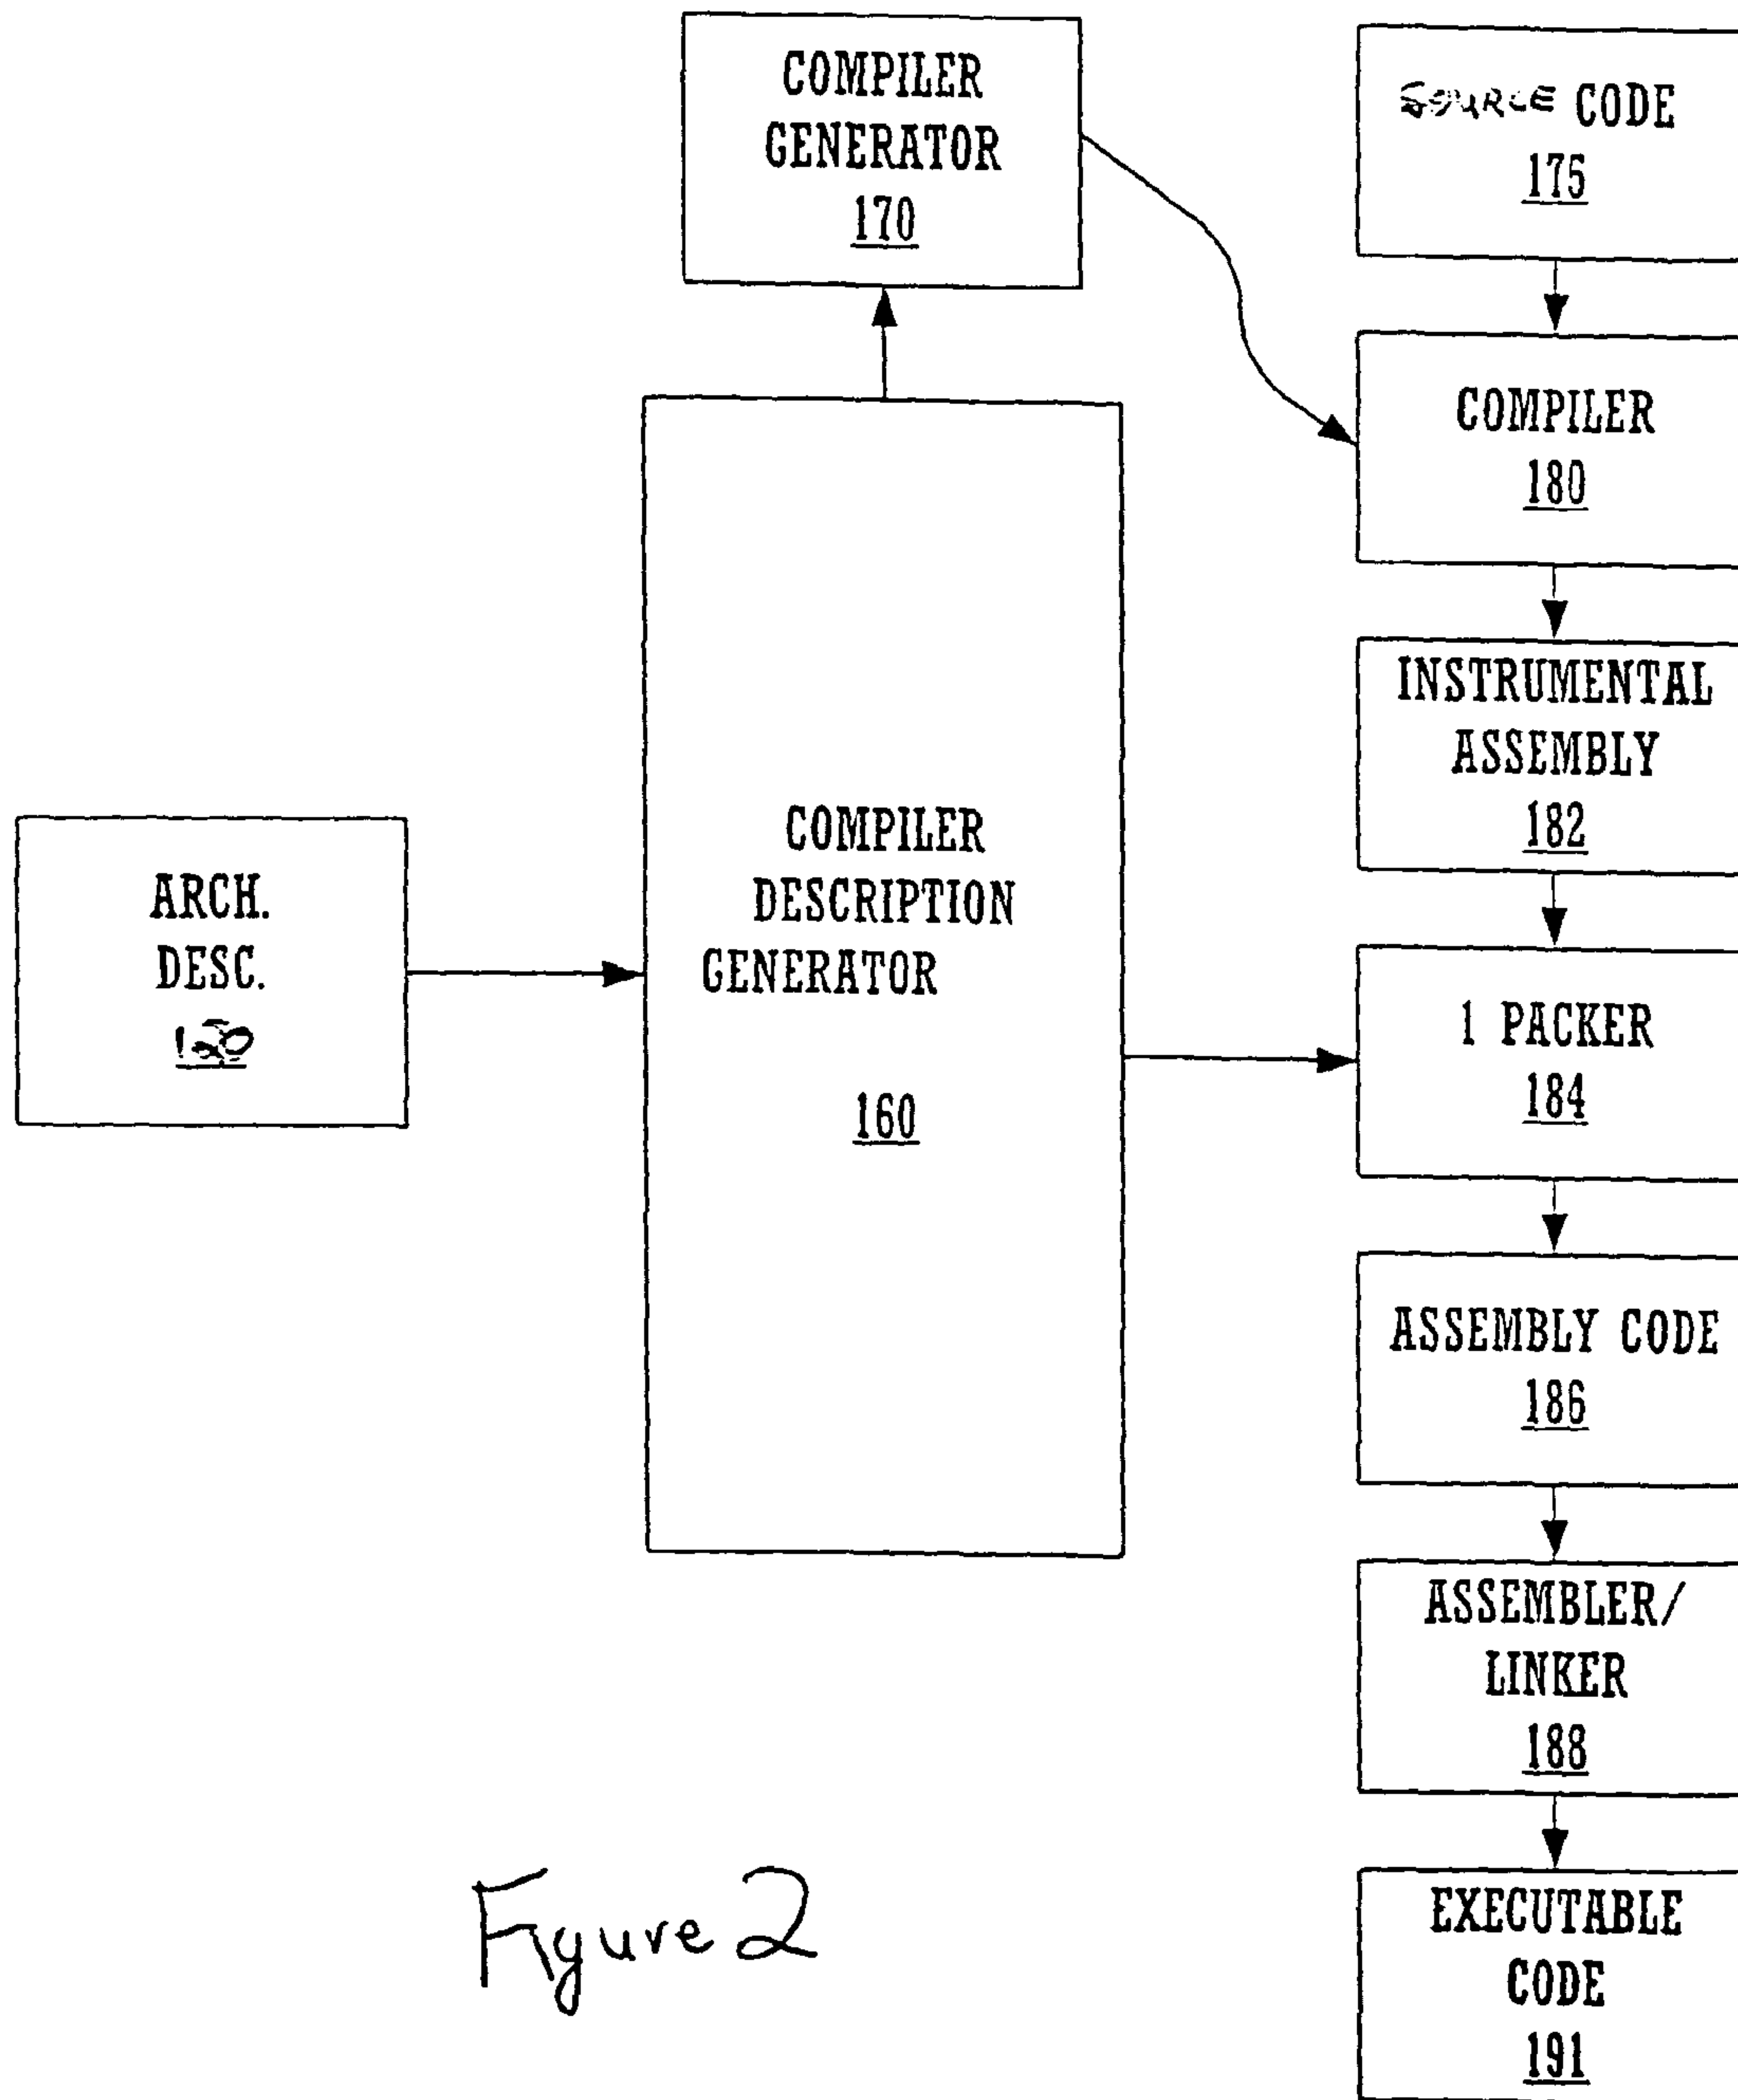 COMPILER
GENERATOR
170
SOURCE CODE
175
COMPILER
180
INSTRUMENTAL
ASSEMBLY
182
ARCH.
DESC.
COMPILER
DESCRIPTION
GENERATOR
160
1 PACKER
184
ASSEMBLY CODE
186
ASSEMBLER/
LINKER
188
EXECUTABLE
CODE
191
Figure 2